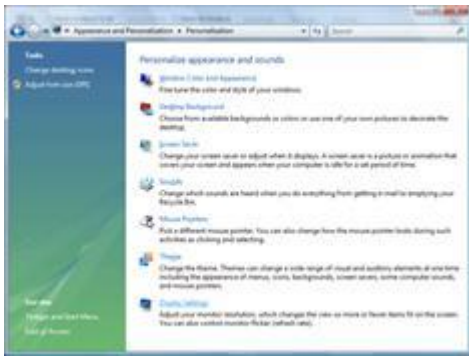 Appearance and Personalization ▸ Personalization
Search
Tasks
Change desktop icons
Adjust font size (DPI)
Personalize appearance and sounds
Window Color and Appearance
Fine tune the color and style of your windows.
Desktop Background
Choose from available backgrounds or colors or use one of your own pictures to decorate the
desktop.
Screen Saver
Change your screen saver or adjust when it displays. A screen saver is a picture or animation that
covers your screen and appears when your computer is idle for a set period of time.
Sounds
Change which sounds are heard when you do everything from getting e-mail to emptying your
Recycle Bin.
Mouse Pointers
Pick a different mouse pointer. You can also change how the mouse pointer looks during such
activities as clicking and selecting.
Theme
Change the theme. Themes can change a wide range of visual and auditory elements at one time
including the appearance of menus, icons, backgrounds, screen savers, some computer sounds,
and mouse pointers.
Display Settings
Adjust your monitor resolution, which changes the view so more or fewer items fit on the screen.
You can also control monitor flicker (refresh rate).
See also
Taskbar and Start Menu
Ease of Access